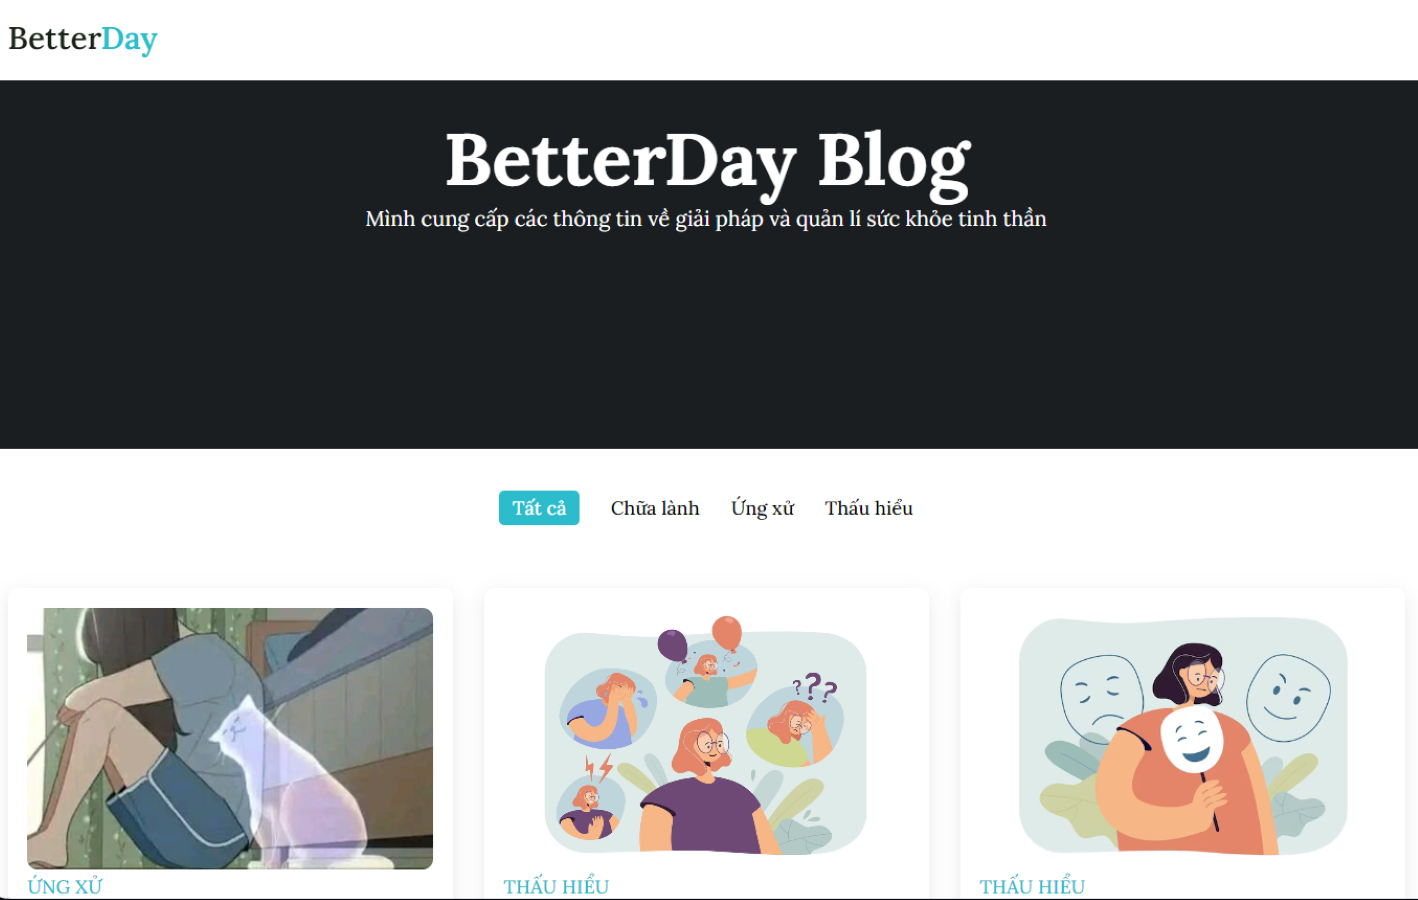 BetterDay
BetterDay Blog
Mình cung cấp các thông tin về giải pháp và quản lí sức khỏe tinh thần
Tất cả Chữa lành Ứng xử Thấu hiểu
???
ỨNG XỬ THẤU HIỂU THẤU HIỂU